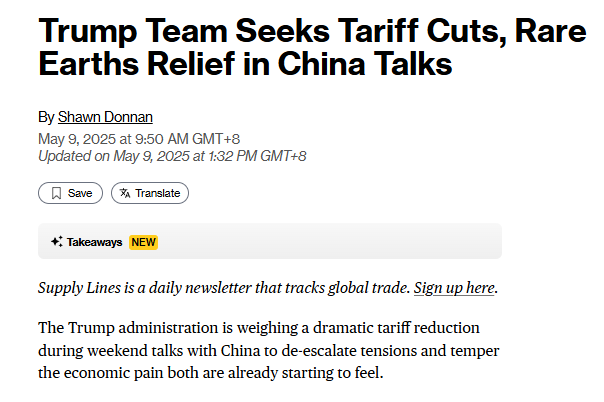 Trump Team Seeks Tariff Cuts, Rare
Earths Relief in China Talks
By Shawn Donnan
May 9, 2025 at 9:50 AM GMT+8
Updated on May 9, 2025 at 1:32 PM GMT+8
Save Translate
Takeaways NEW
Supply Lines is a daily newsletter that tracks global trade. Sign up here.
The Trump administration is weighing a dramatic tariff reduction
during weekend talks with China to de-escalate tensions and temper
the economic pain both are already starting to feel.